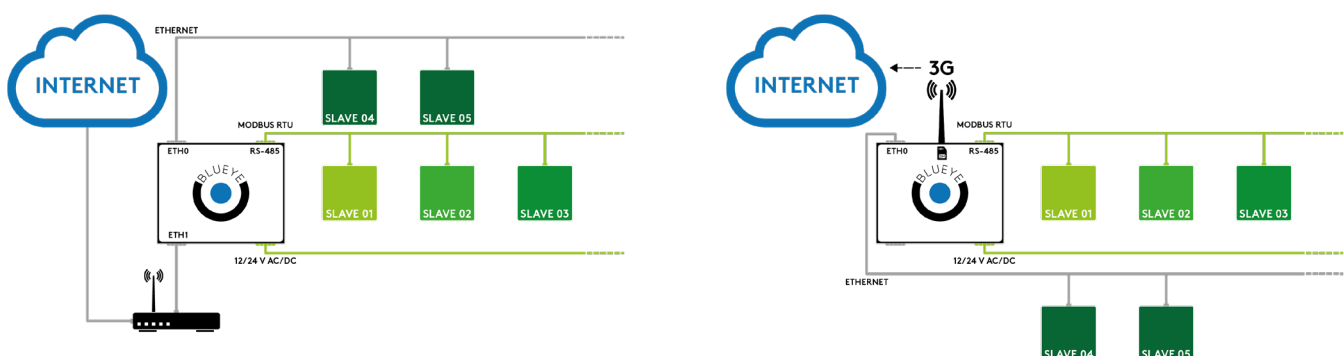 ETHERNET
INTERNET
SLAVE 04 SLAVE 05
MODBUS RTU
ETH0 RS-485
BLUEYE
SLAVE 01 SLAVE 02 SLAVE 03
ETH1
12/24 V AC/DC
3G
INTERNET
MODBUS RTU
ETH0 RS-485
BLUEYE
SLAVE 01 SLAVE 02 SLAVE 03
12/24 V AC/DC
ETHERNET
SLAVE 04 SLAVE 05